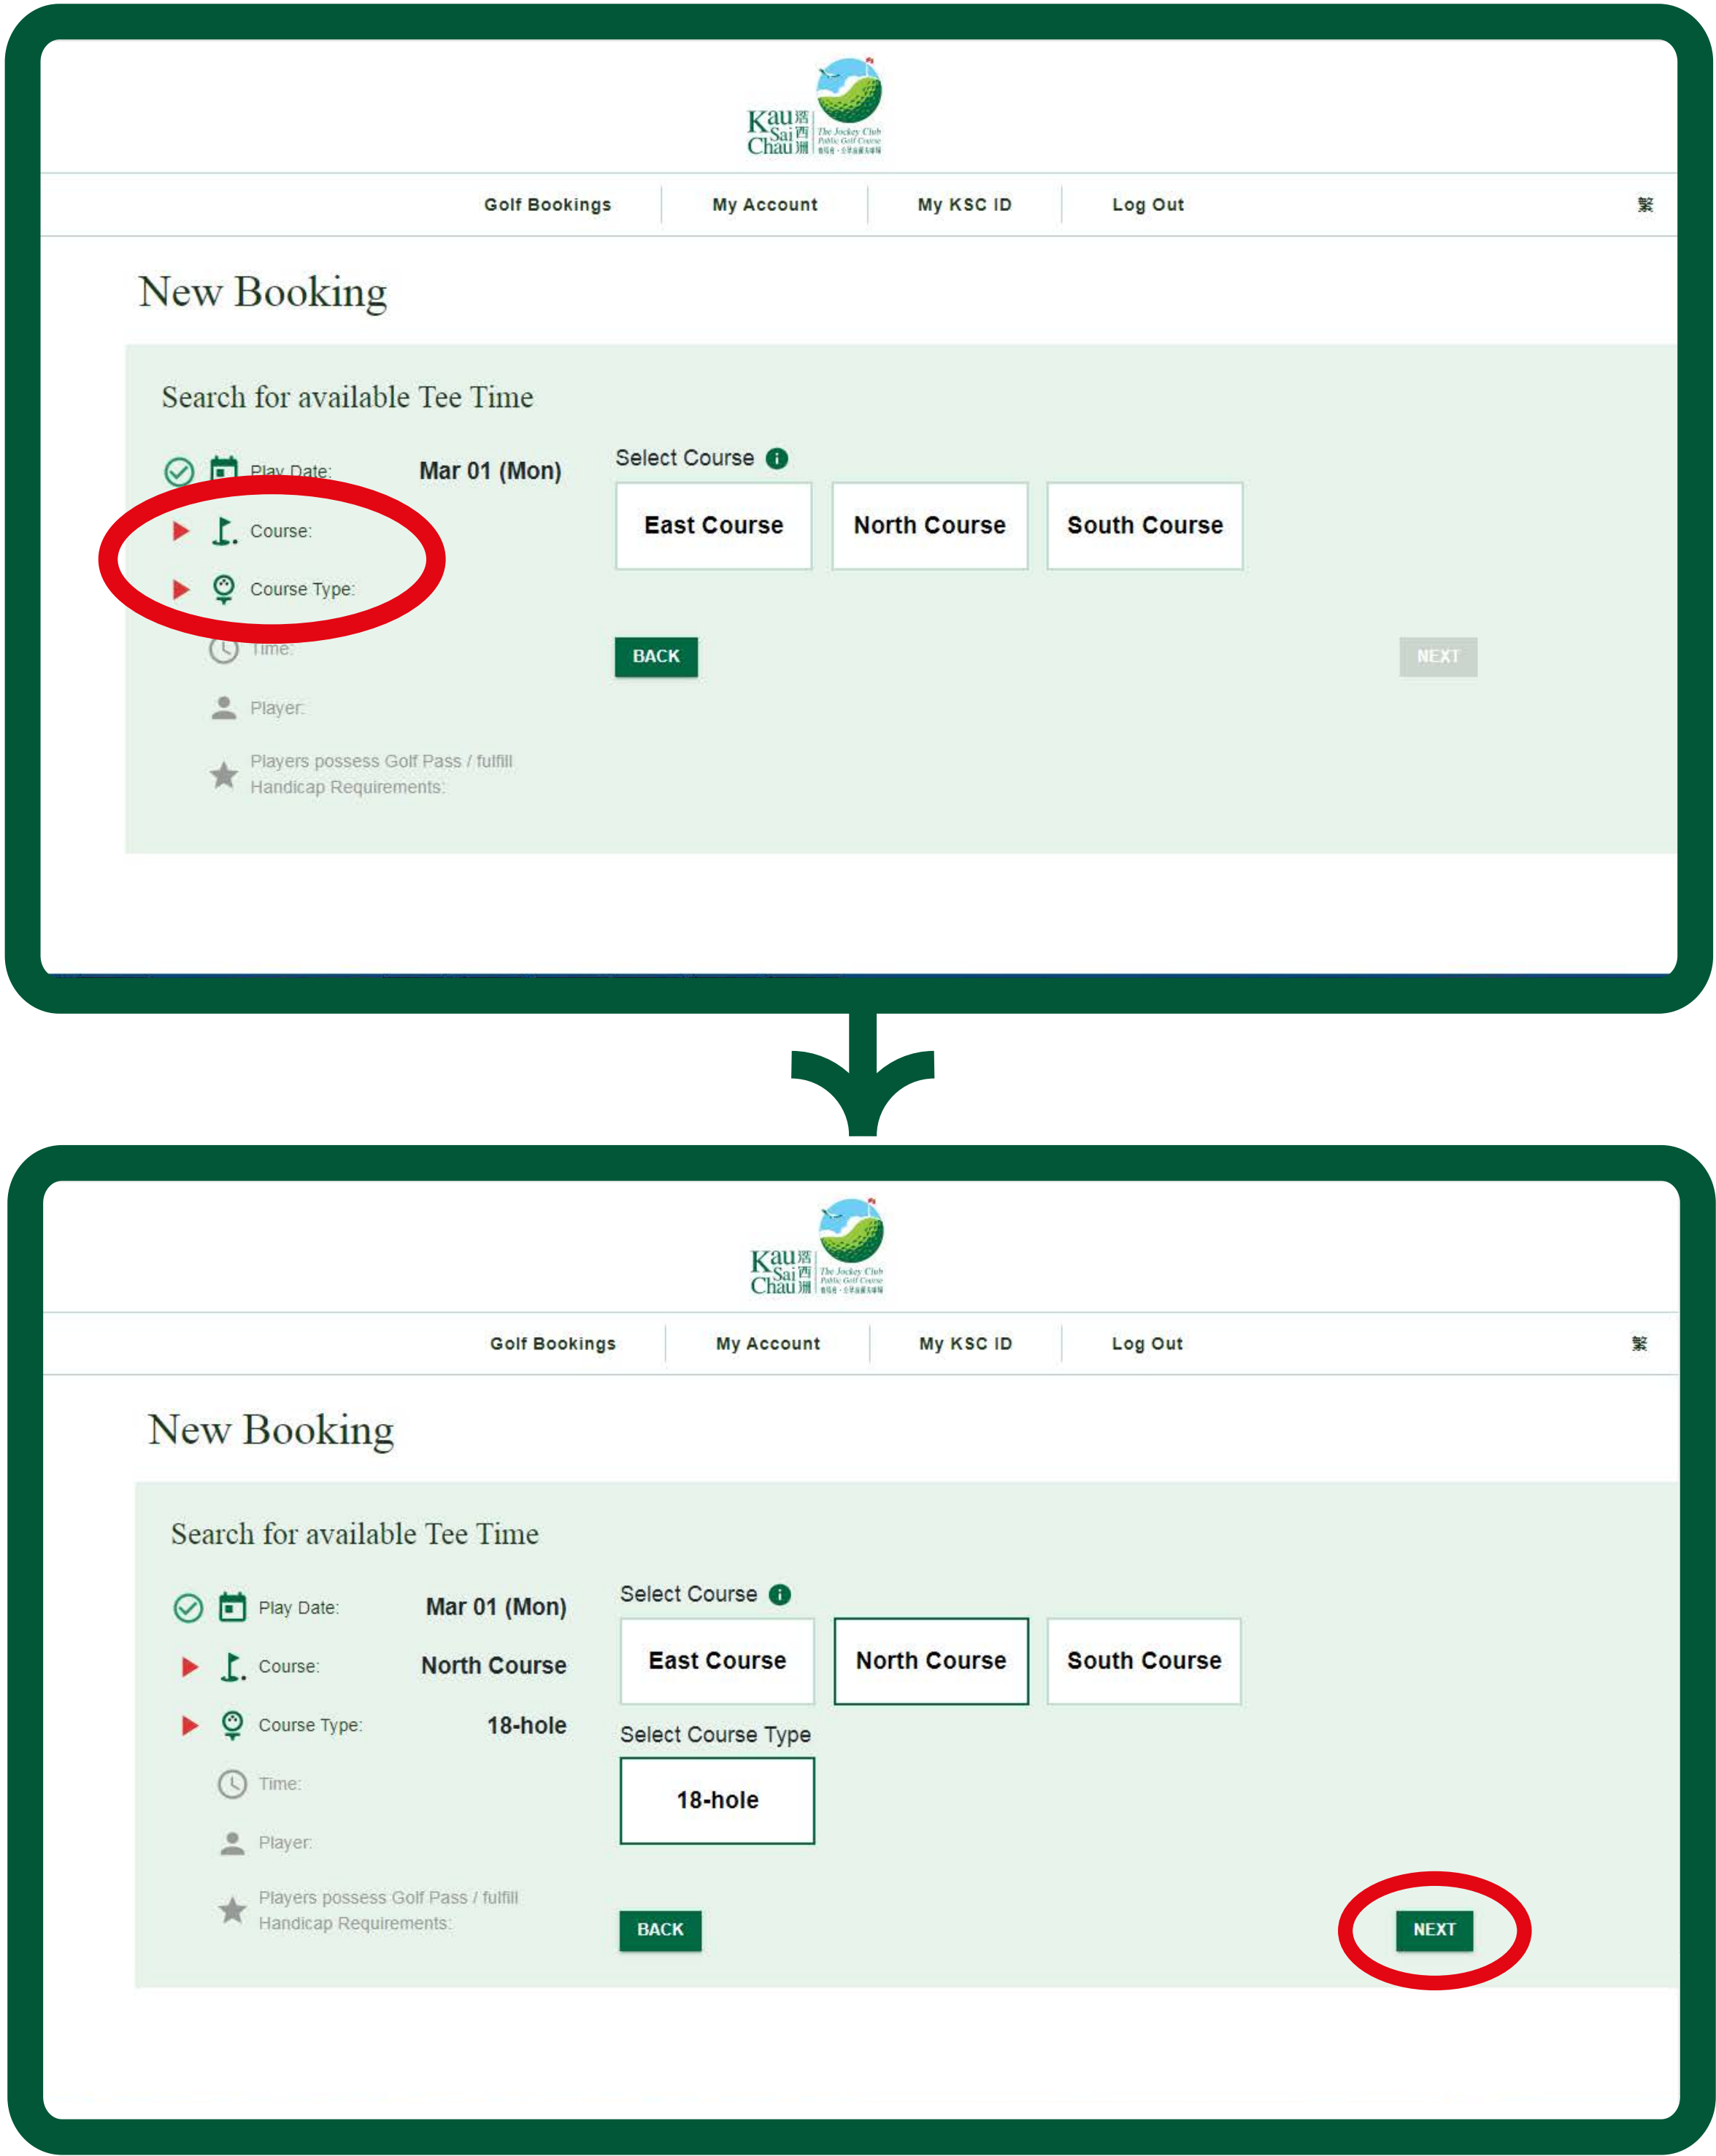 Kau 滘
Sai 西
Chau 洲
The Jockey Club
Public Golf Course
Golf Bookings My Account My KSC ID Log Out 繁
New Booking
Search for available Tee Time
Play Date: Mar 01 (Mon)
Course:
Course Type:
Time:
Player:
Players possess Golf Pass / fulfill
Handicap Requirements:
Select Course i
East Course North Course South Course
BACK NEXT
Kau 滘
Sai 西
Chau 洲
The Jockey Club
Public Golf Course
Golf Bookings My Account My KSC ID Log Out 繁
New Booking
Search for available Tee Time
Play Date: Mar 01 (Mon)
Course: North Course
Course Type: 18-hole
Time:
Player:
Players possess Golf Pass / fulfill
Handicap Requirements:
Select Course i
East Course North Course South Course
Select Course Type
18-hole
BACK NEXT